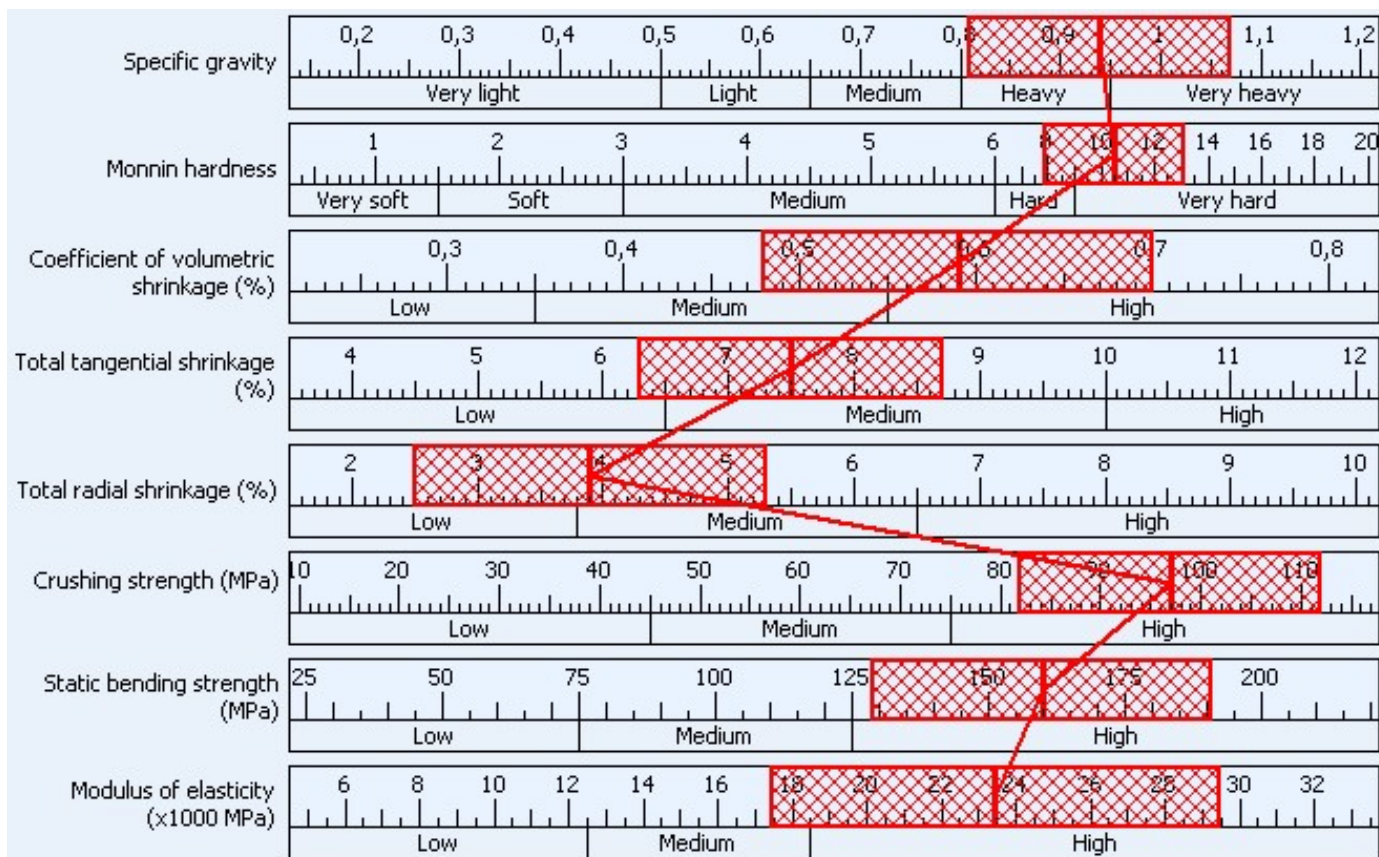 0,2 0,3 0,4 0,5 0,6 0,7 0,8 0,9 1 1,1 1,2
Specific gravity
Very light Light Medium Heavy Very heavy
1 2 3 4 5 6 8 10 12 14 16 18 20
Monnin hardness
Very soft Soft Medium Hard Very hard
0,3 0,4 0,5 0,6 0,7 0,8
Coefficient of volumetric
shrinkage (%)
Low Medium High
4 5 6 7 8 9 10 11 12
Total tangential shrinkage
(%)
Low Medium High
2 3 4 5 6 7 8 9 10
Total radial shrinkage (%)
Low Medium High
10 20 30 40 50 60 70 80 90 100 110
Crushing strength (MPa)
Low Medium High
25 50 75 100 125 150 175 200
Static bending strength
(MPa)
Low Medium High
6 8 10 12 14 16 18 20 22 24 26 28 30 32
Modulus of elasticity
(x1000 MPa)
Low Medium High